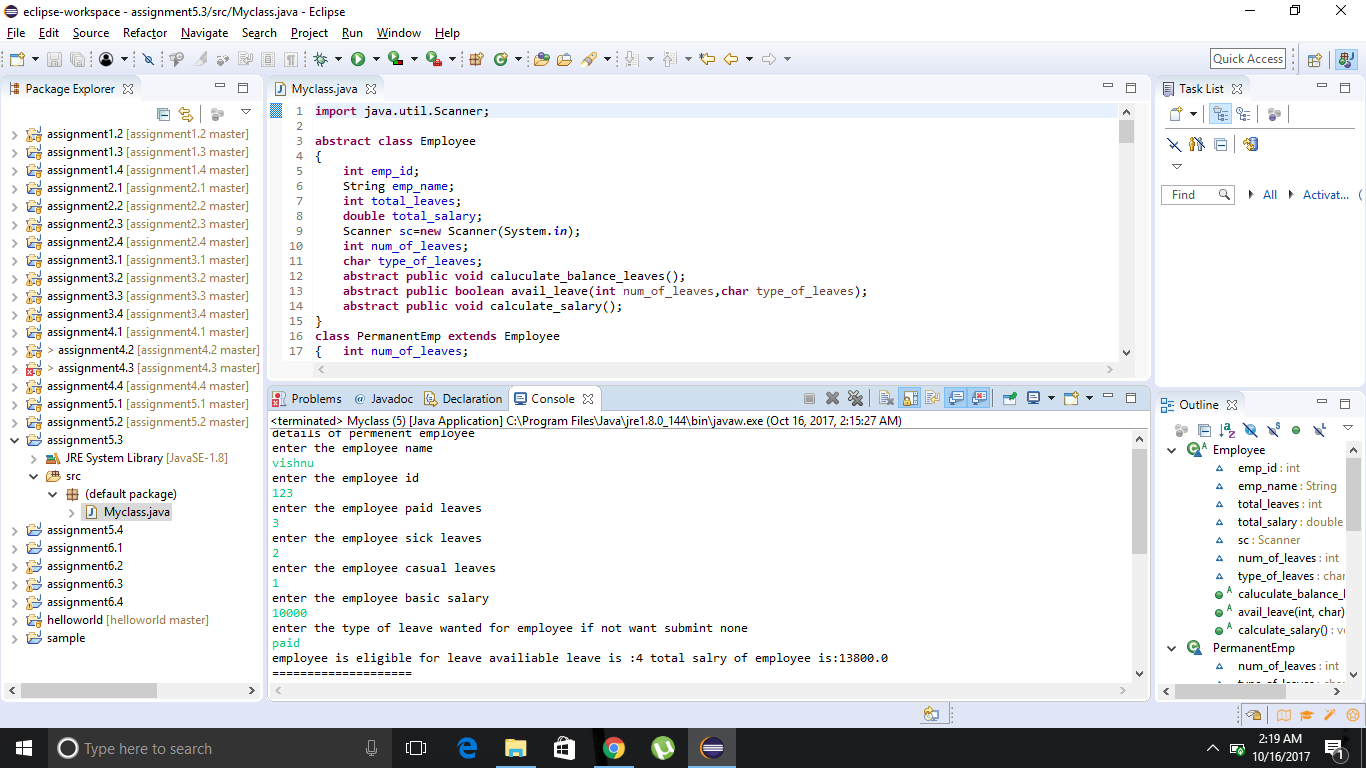 eclipse-workspace - assignment5.3/src/Myclass.java - Eclipse
File Edit Source Refactor Navigate Search Project Run Window Help
Quick Access
Package Explorer
assignment1.2 [assignment1.2 master]
assignment1.3 [assignment1.3 master]
assignment1.4 [assignment1.4 master]
assignment2.1 [assignment2.1 master]
assignment2.2 [assignment2.2 master]
assignment2.3 [assignment2.3 master]
assignment2.4 [assignment2.4 master]
assignment3.1 [assignment3.1 master]
assignment3.2 [assignment3.2 master]
assignment3.3 [assignment3.3 master]
assignment3.4 [assignment3.4 master]
assignment4.1 [assignment4.1 master]
> assignment4.2 [assignment4.2 master]
> assignment4.3 [assignment4.3 master]
assignment4.4 [assignment4.4 master]
assignment5.1 [assignment5.1 master]
assignment5.2 [assignment5.2 master]
assignment5.3
JRE System Library [JavaSE-1.8]
src
(default package)
Myclass.java
assignment5.4
assignment6.1
assignment6.2
assignment6.3
assignment6.4
helloworld [helloworld master]
sample
Myclass.java
1 import java.util.Scanner;
2
3 abstract class Employee
4 {
5 int emp_id;
6 String emp_name;
7 int total_leaves;
8 double total_salary;
9 Scanner sc=new Scanner(System.in);
10 int num_of_leaves;
11 char type_of_leaves;
12 abstract public void caluculate_balance_leaves();
13 abstract public boolean avail_leave(int num_of_leaves,char type_of_leaves);
14 abstract public void calculate_salary();
15 }
16 class PermanentEmp extends Employee
17 { int num_of_leaves;
Problems @ Javadoc Declaration Console
<terminated> Myclass (5) [Java Application] C:\Program Files\Java\jre1.8.0_144\bin\javaw.exe (Oct 16, 2017, 2:15:27 AM)
details of permenent employee
enter the employee name
vishnu
enter the employee id
123
enter the employee paid leaves
3
enter the employee sick leaves
2
enter the employee casual leaves
1
enter the employee basic salary
10000
enter the type of leave wanted for employee if not want submint none
paid
employee is eligible for leave availiable leave is :4 total salry of employee is:13800.0
====================
Task List
Find All Activat...
Outline
Employee
emp_id : int
emp_name : String
total_leaves : int
total_salary : double
sc : Scanner
num_of_leaves : int
type_of_leaves : char
caluculate_balance_l
avail_leave(int, char)
calculate_salary() : v
PermanentEmp
num_of_leaves : int
Type here to search
2:19 AM
10/16/2017
1